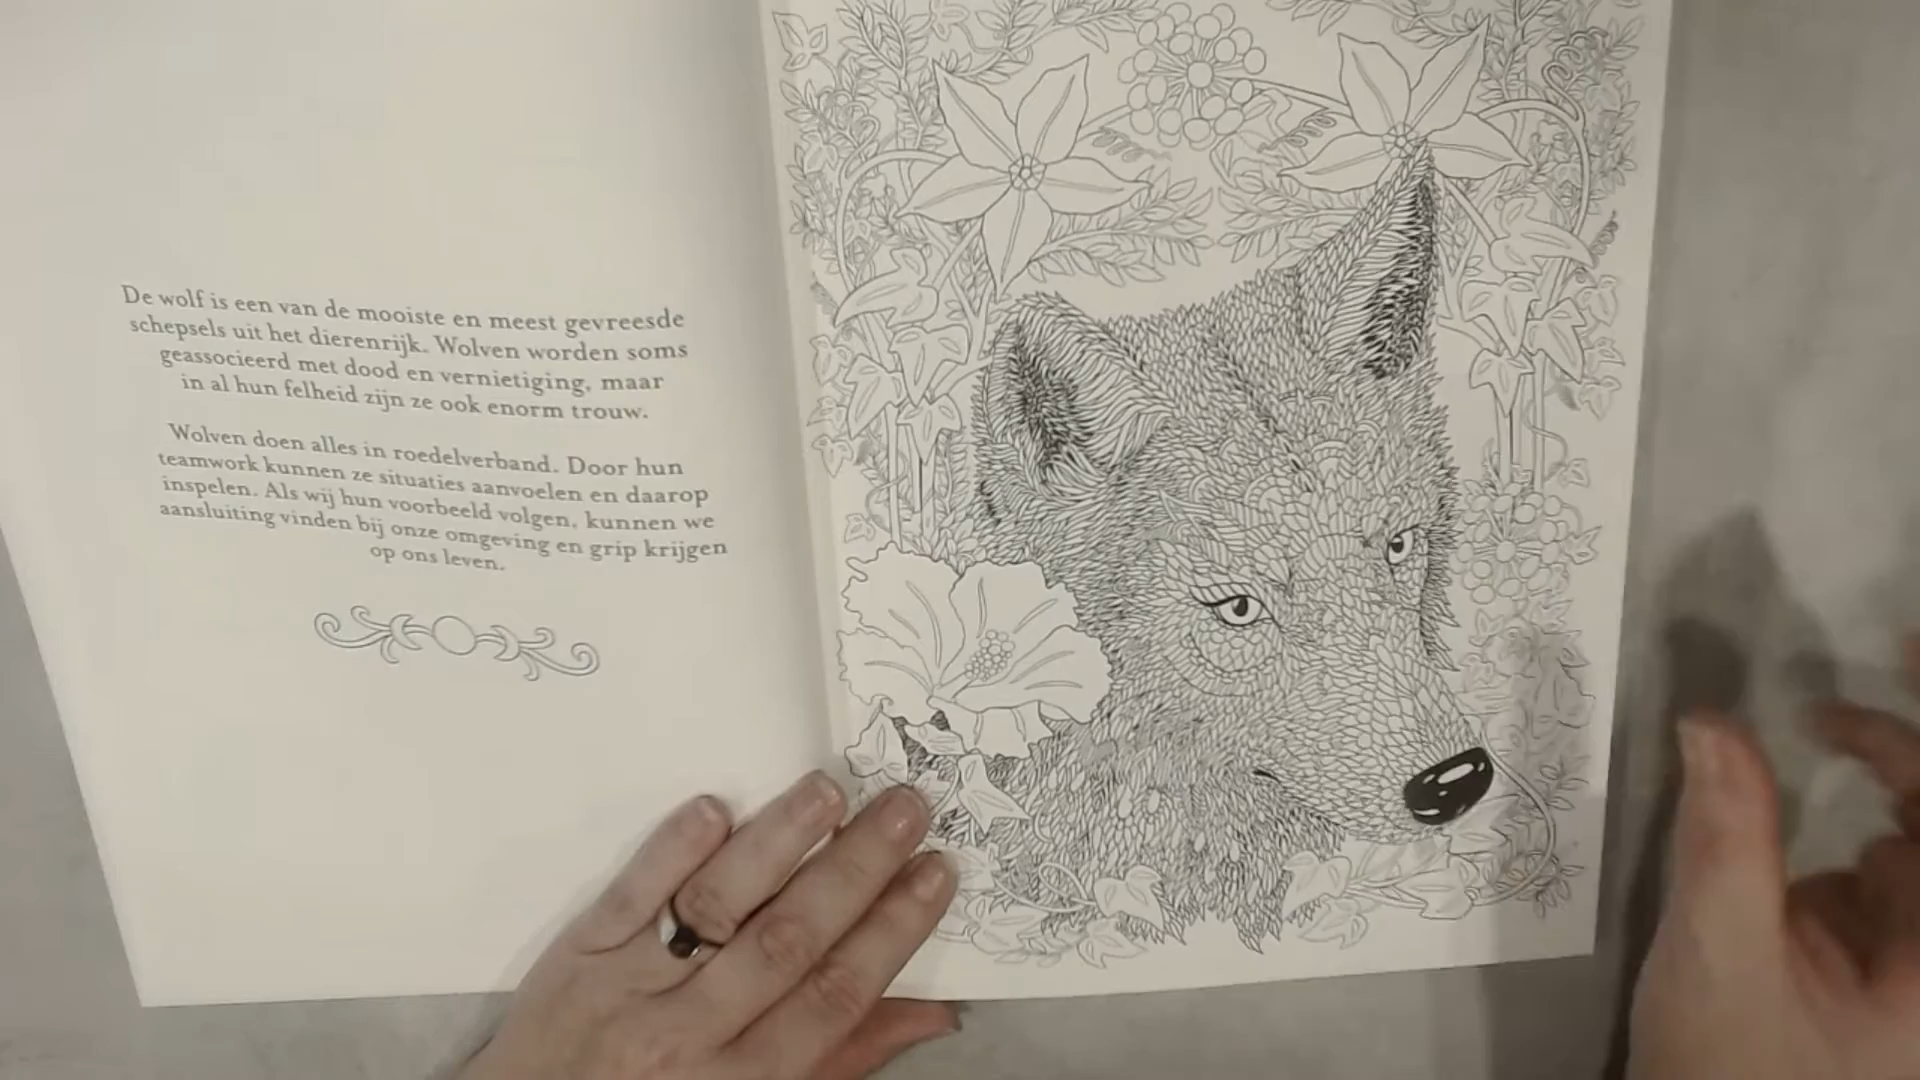 De wolf is een van de mooiste en meest gevreesde
schepsels uit het dierenrijk. Wolven worden soms
geassocieerd met dood en vernietiging, maar
in al hun felheid zijn ze ook enorm trouw.
Wolven doen alles in roedelverband. Door hun
teamwork kunnen ze situaties aanvoelen en daarop
inspelen. Als wij hun voorbeeld volgen, kunnen we
aansluiting vinden bij onze omgeving en grip krijgen
op ons leven.